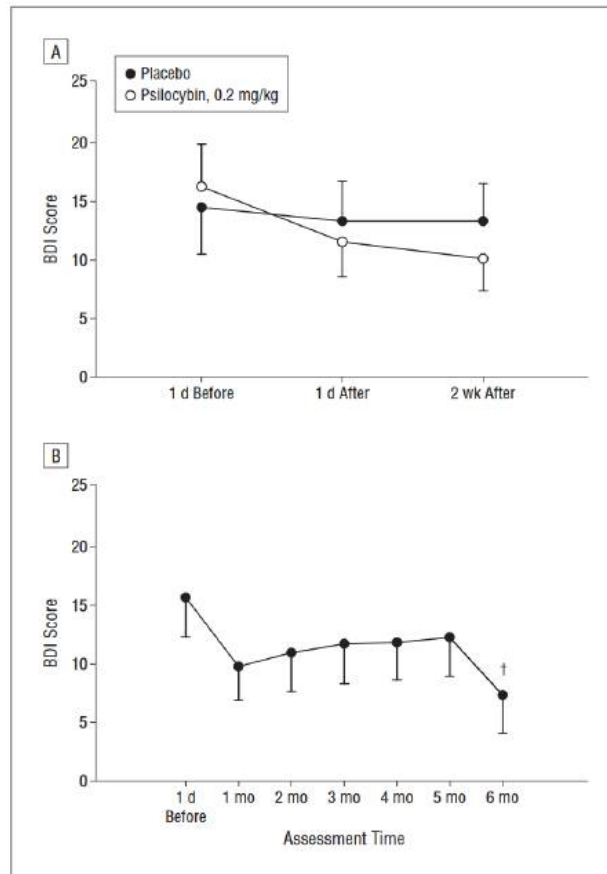 A
Placebo
Psilocybin, 0.2 mg/kg
25
20
15
10
5
0
BDI Score
1 d Before
1 d After
2 wk After
B
25
20
15
10
5
0
BDI Score
†
1 d Before
1 mo
2 mo
3 mo
4 mo
5 mo
6 mo
Assessment Time